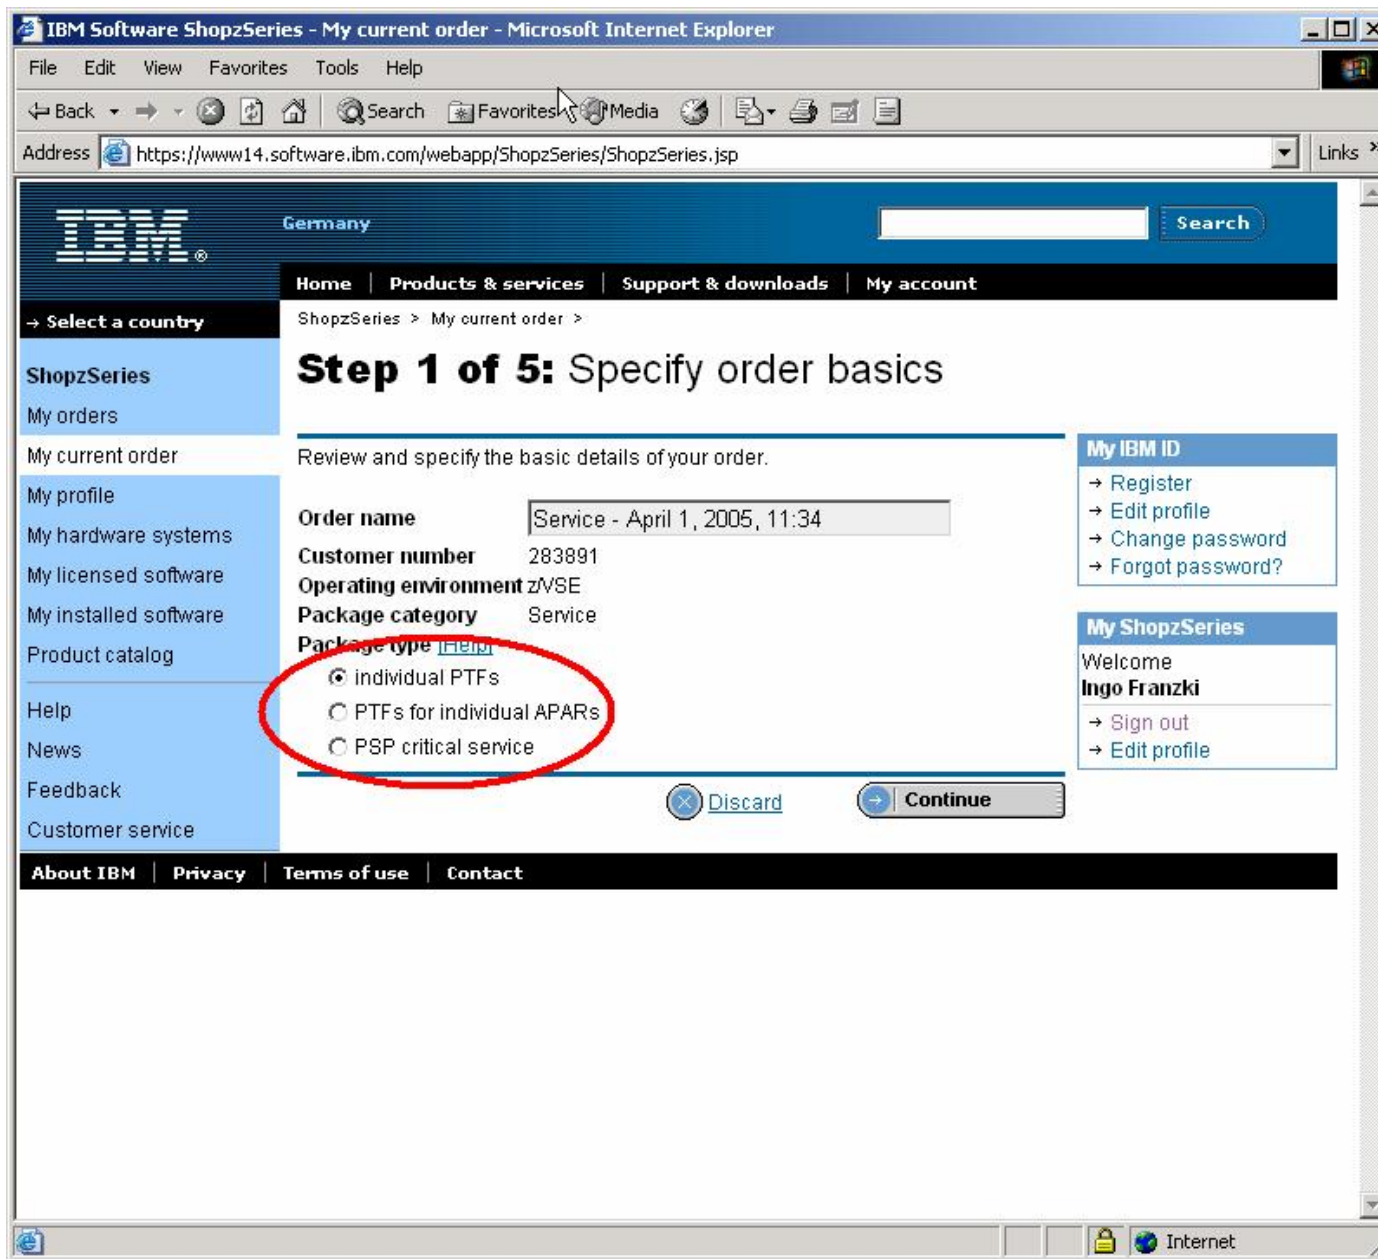 IBM Software ShopzSeries - My current order - Microsoft Internet Explorer
File Edit View Favorites Tools Help
Back Search Favorites Media
Address https://www14.software.ibm.com/webapp/ShopzSeries/ShopzSeries.jsp Links »
IBM®
Germany
Search
Home | Products & services | Support & downloads | My account
→ Select a country
ShopzSeries > My current order >
Step 1 of 5: Specify order basics
ShopzSeries
My orders
My current order
My profile
My hardware systems
My licensed software
My installed software
Product catalog
Help
News
Feedback
Customer service
Review and specify the basic details of your order.
Order name Service - April 1, 2005, 11:34
Customer number 283891
Operating environment z/VSE
Package category Service
Package type [Help]
individual PTFs
PTFs for individual APARs
PSP critical service
Discard Continue
My IBM ID
→ Register
→ Edit profile
→ Change password
→ Forgot password?
My ShopzSeries
Welcome
Ingo Franzki
→ Sign out
→ Edit profile
About IBM | Privacy | Terms of use | Contact
Internet